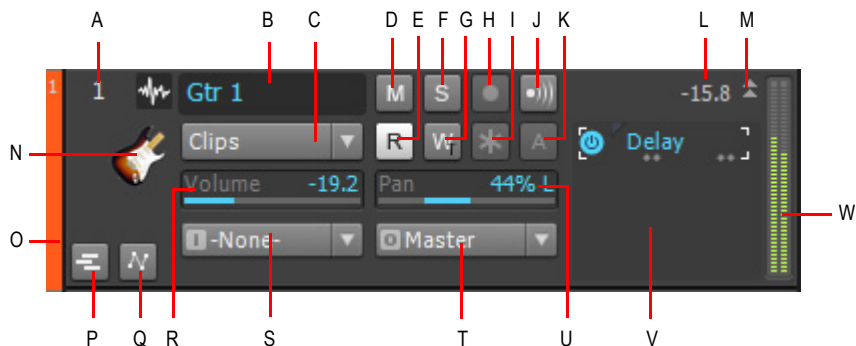 A B C D E F G H I J K L M
1 1 Gtr 1 M S -15.8
Clips R W A Delay
N
Volume -19.2 Pan 44% L
W
O I -None- O Master
P Q R S T U V